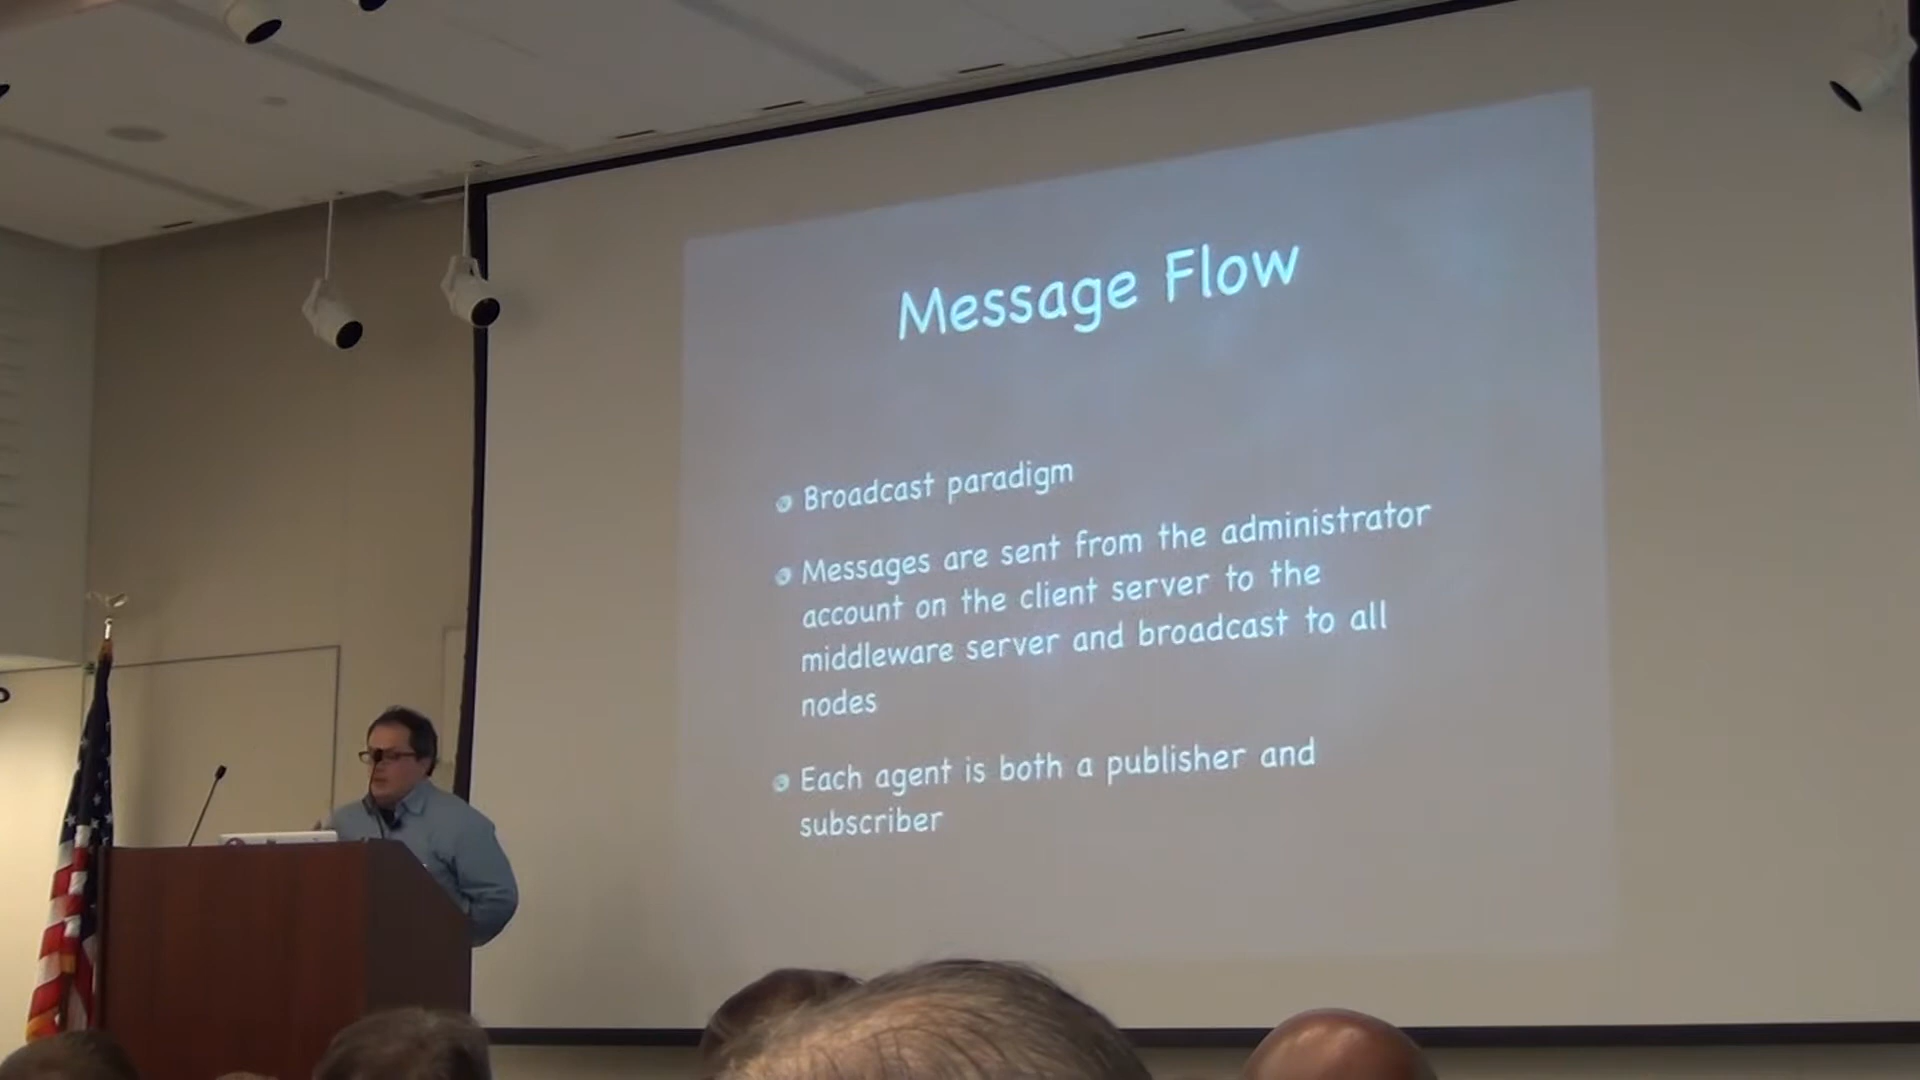 Message Flow
Broadcast paradigm
Messages are sent from the administrator
account on the client server to the
middleware server and broadcast to all
nodes
Each agent is both a publisher and
subscriber